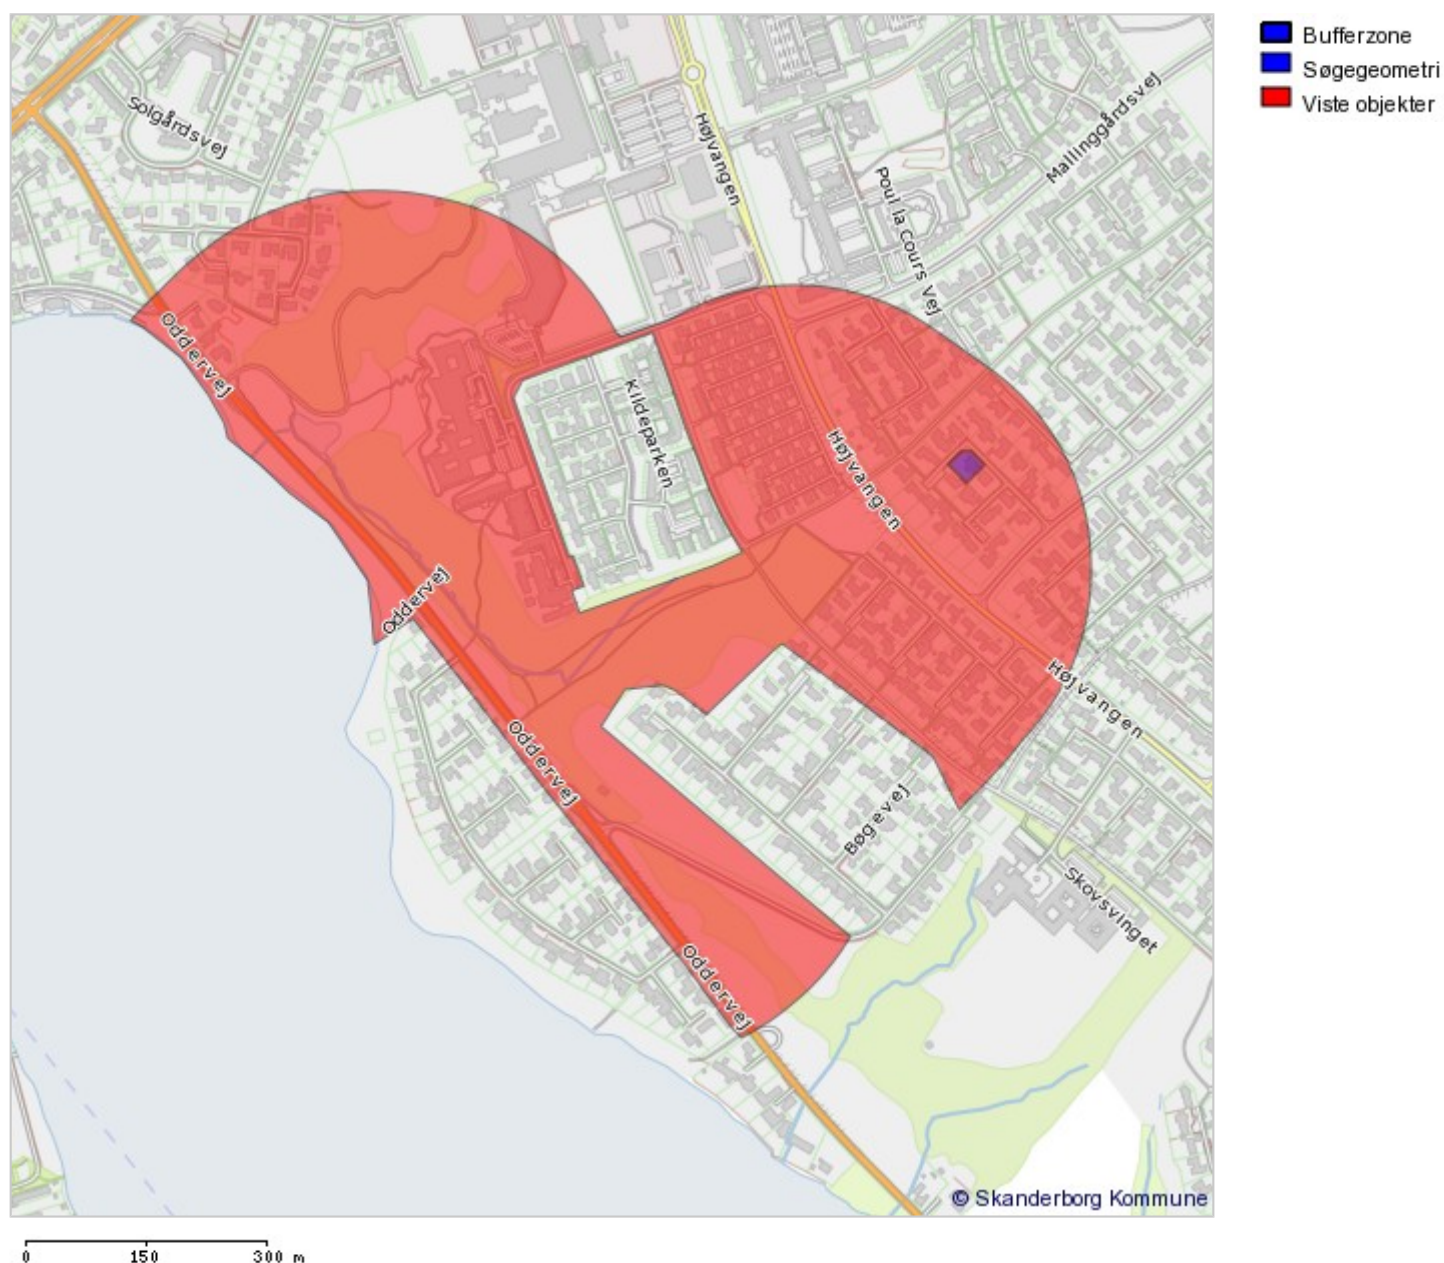 Bufferzone
Søgegeometri
Viste objekter
Solgårdsvej
Højvangen
Mallinggårdsvej
Poul la Cours Vej
Oddervej
Kildeparken
Højvangen
Oddervej
Højvangen
Oddervej
Bøgevej
Skovsvinget
Oddervej
© Skanderborg Kommune
0 150 300 m